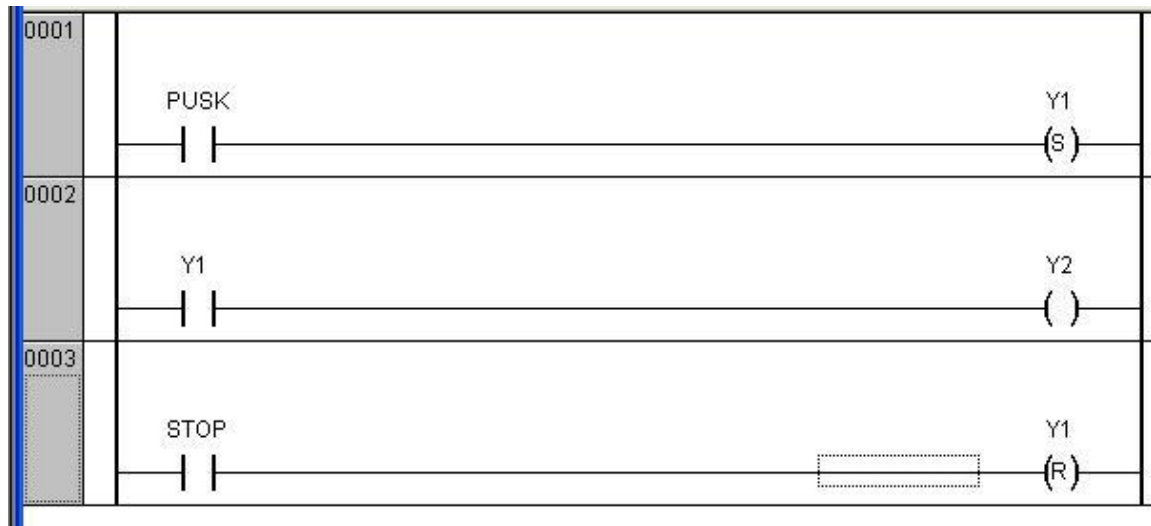 0001
PUSK Y1
(S)
0002
Y1 Y2
( )
0003
STOP Y1
(R)